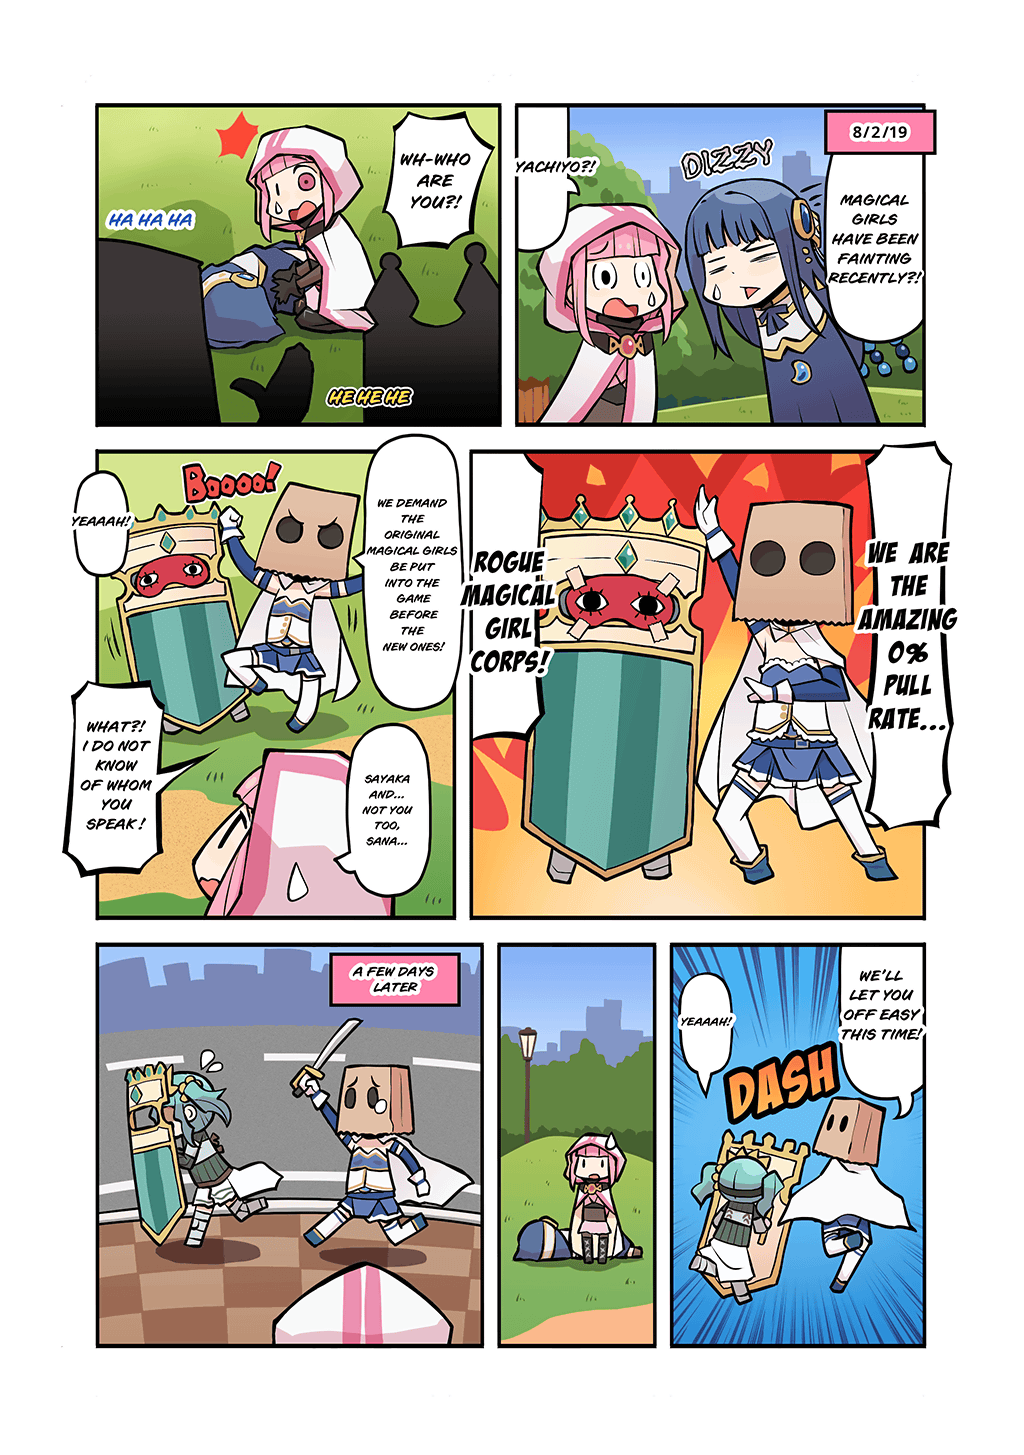 8/2/19
MAGICAL
GIRLS
HAVE BEEN
FAINTING
RECENTLY?!
DIZZY
YACHIYO?!
WH-WHO
ARE
YOU?!
HA HA HA
HE HE HE
WE ARE
THE
AMAZING
0%
PULL
RATE...
ROGUE
MAGICAL
GIRL
CORPS!
WE DEMAND
THE
ORIGINAL
MAGICAL GIRLS
BE PUT
INTO THE
GAME
BEFORE
THE
NEW ONES!
BOOOO!
YEAAAH!
SAYAKA
AND...
NOT YOU
TOO,
SANA...
WHAT?!
I DO NOT
KNOW
OF WHOM
YOU
SPEAK!
WE'LL
LET YOU
OFF EASY
THIS TIME!
YEAAAH!
DASH
A FEW DAYS
LATER